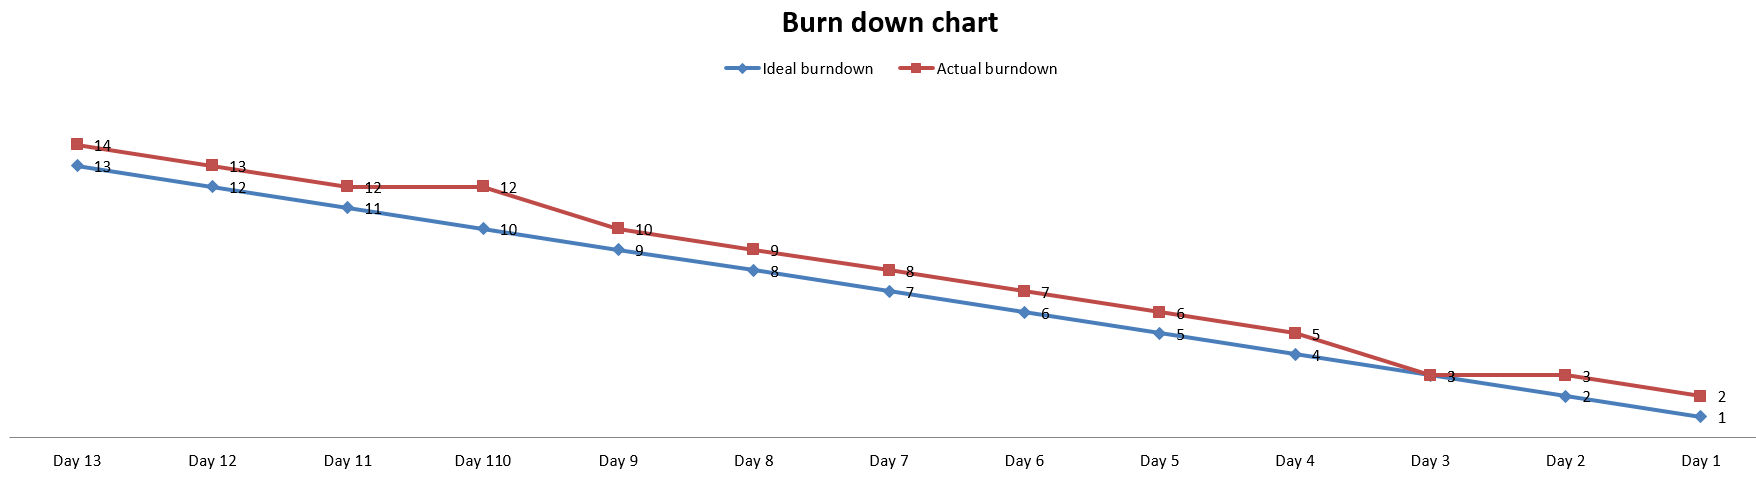 Burn down chart
Ideal burndown Actual burndown
14 13 12 12 10 9 8 7 6 5 3 3 2
13 12 11 10 9 8 7 6 5 4 3 2 1
Day 13 Day 12 Day 11 Day 110 Day 9 Day 8 Day 7 Day 6 Day 5 Day 4 Day 3 Day 2 Day 1